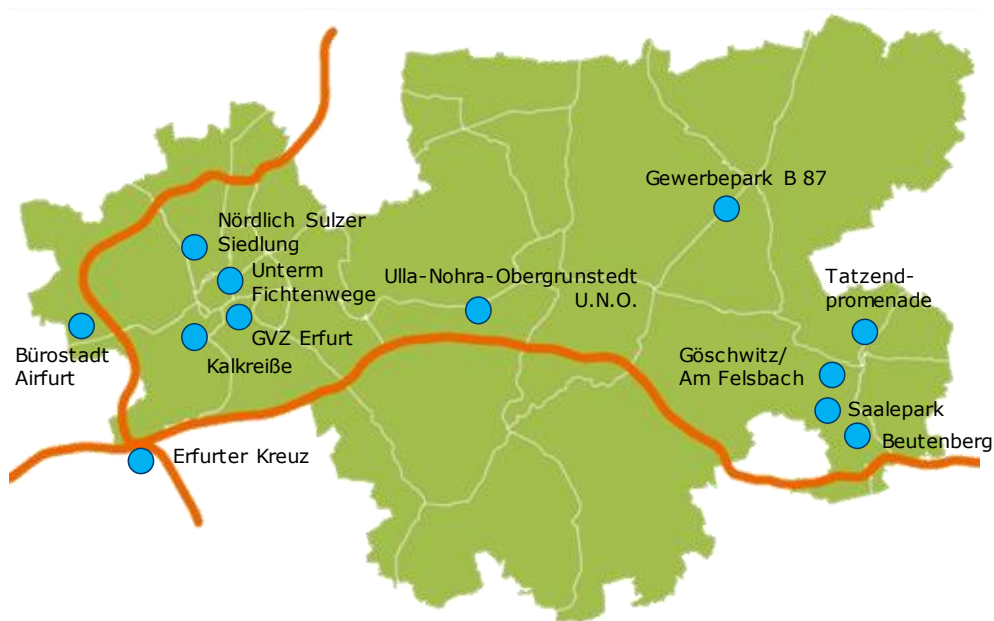 Gewerbepark B 87
Nördlich Sulzer
Siedlung
Unterm
Fichtenwege
Ulla-Nohra-Obergrunstedt
U.N.O.
Tatzend-
promenade
GVZ Erfurt
Kalkreiße
Bürostadt
Airfurt
Göschwitz/
Am Felsbach
Saalepark
Beutenberg
Erfurter Kreuz